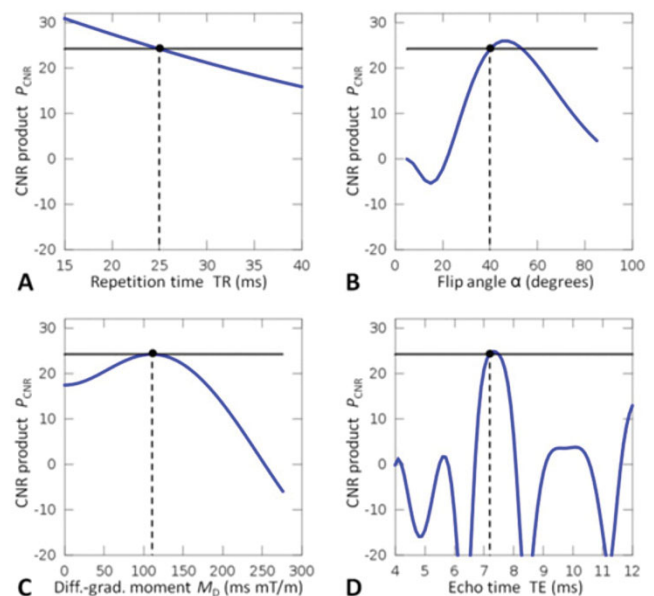 30
20
10
0
-10
-20
CNR product P_CNR
15 20 25 30 35 40
A Repetition time TR (ms)
30
20
10
0
-10
-20
CNR product P_CNR
0 20 40 60 80 100
B Flip angle α (degrees)
30
20
10
0
-10
-20
CNR product P_CNR
0 50 100 150 200 250 300
C Diff.-grad. moment M_D (ms mT/m)
30
20
10
0
-10
-20
CNR product P_CNR
4 5 6 7 8 9 10 11 12
D Echo time TE (ms)